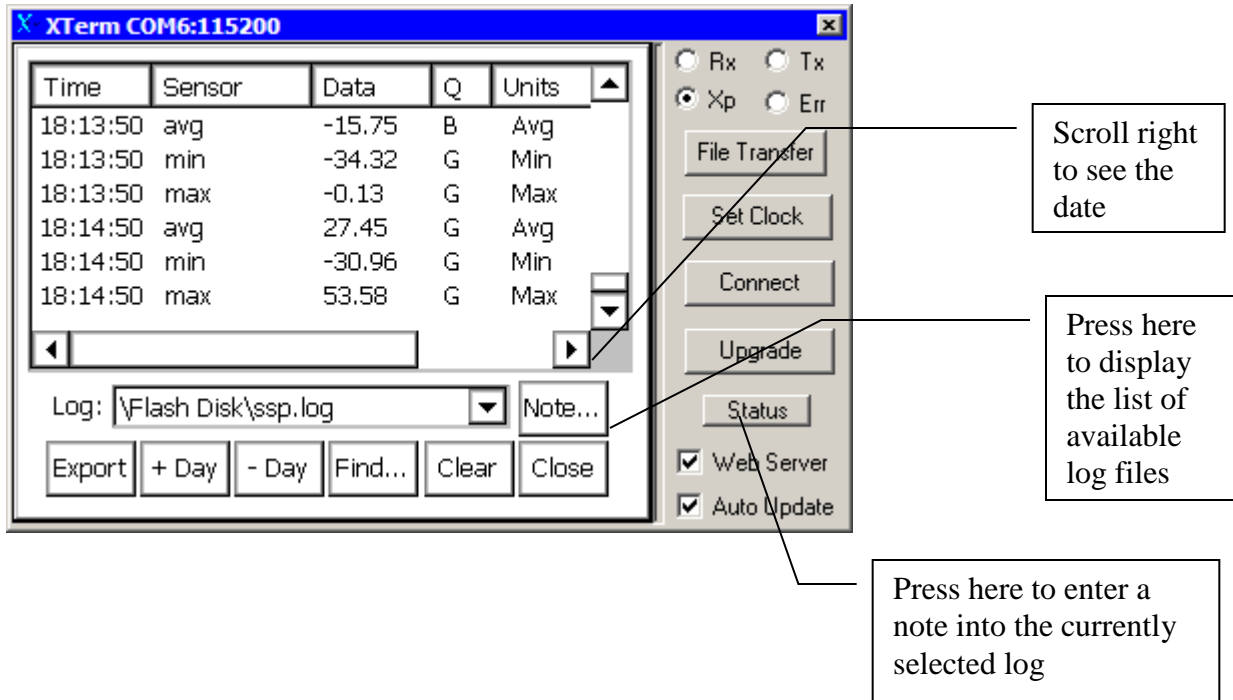 XTerm COM6:115200
Time Sensor Data Q Units
18:13:50 avg -15.75 B Avg
18:13:50 min -34.32 G Min
18:13:50 max -0.13 G Max
18:14:50 avg 27.45 G Avg
18:14:50 min -30.96 G Min
18:14:50 max 53.58 G Max
Log: \Flash Disk\ssp.log Note...
Export + Day - Day Find... Clear Close
Rx Tx
Xp Err
File Transfer
Set Clock
Connect
Upgrade
Status
Web Server
Auto Update
Scroll right
to see the
date
Press here
to display
the list of
available
log files
Press here to enter a
note into the currently
selected log